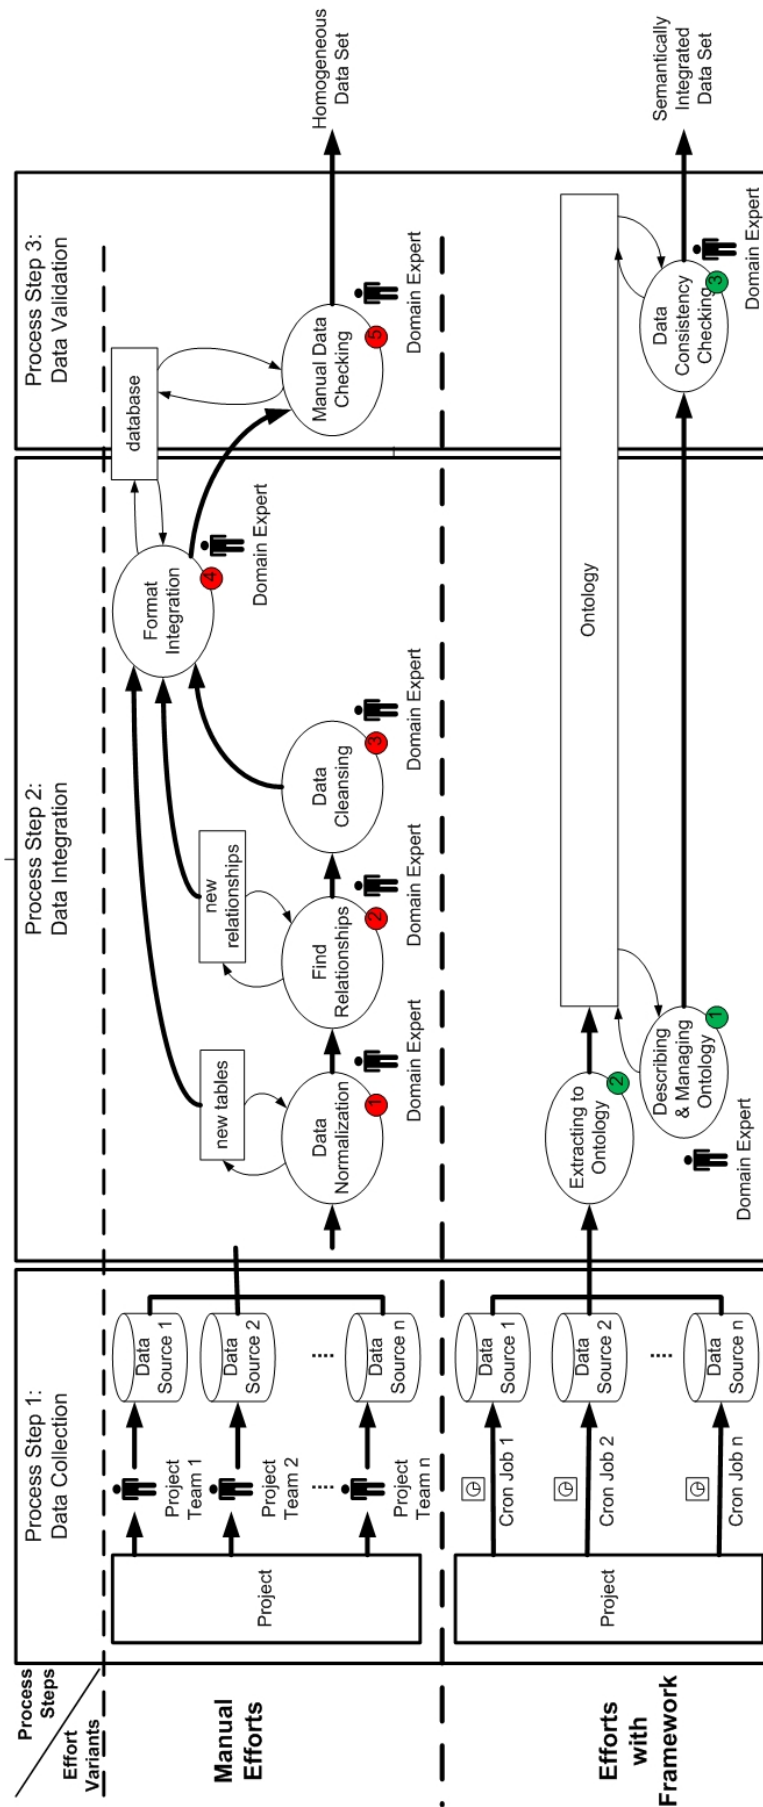 Process
Steps
Effort
Variants
Process Step 1:
Data Collection
Process Step 2:
Data Integration
Process Step 3:
Data Validation
Manual
Efforts
Project
Project
Team 1
Project
Team 2
......
Project
Team n
Data
Source 1
Data
Source 2
.....
Data
Source n
new tables
Data
Normalization
1
Domain Expert
new
relationships
Find
Relationships
2
Domain Expert
Data
Cleansing
3
Domain Expert
Format
Integration
4
Domain Expert
database
Manual Data
Checking
5
Domain Expert
Homogeneous
Data Set
Efforts
with
Framework
Project
Cron Job 1
Cron Job 2
Cron Job n
Data
Source 1
Data
Source 2
.....
Data
Source n
Extracting to
Ontology
2
Describing
& Managing
Ontology
1
Domain Expert
Ontology
Data
Consistency
Checking
3
Domain Expert
Semantically
Integrated
Data Set